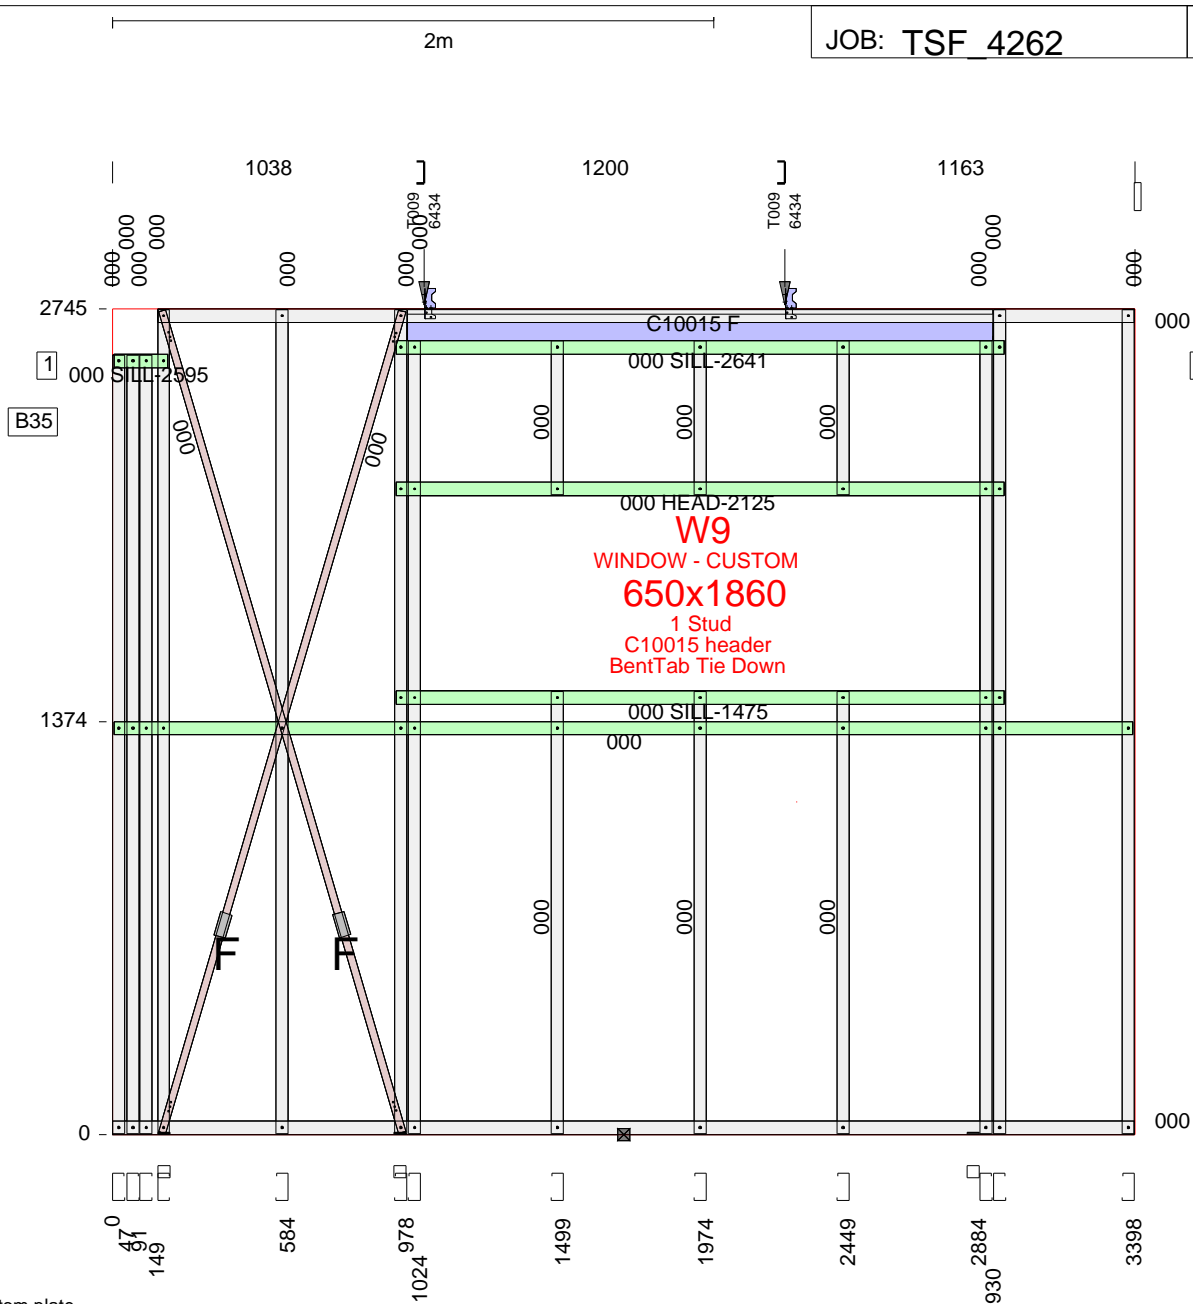 2m
JOB: TSF_4262
1038 1200 1163
T009 6434 T009 6434
000 000 000 000 000 000 000 000 000 000
2745
C10015 F
000
1
000 SILL-2595
000 SILL-2641
B35
000 000 000 000 000
000 HEAD-2125
W9
WINDOW - CUSTOM
650x1860
1 Stud
C10015 header
BentTab Tie Down
000 SILL-1475
1374
000
000 000 000
F F
0
000
0 47 91 149 584 978 1024 1499 1974 2449 2884 930 3398